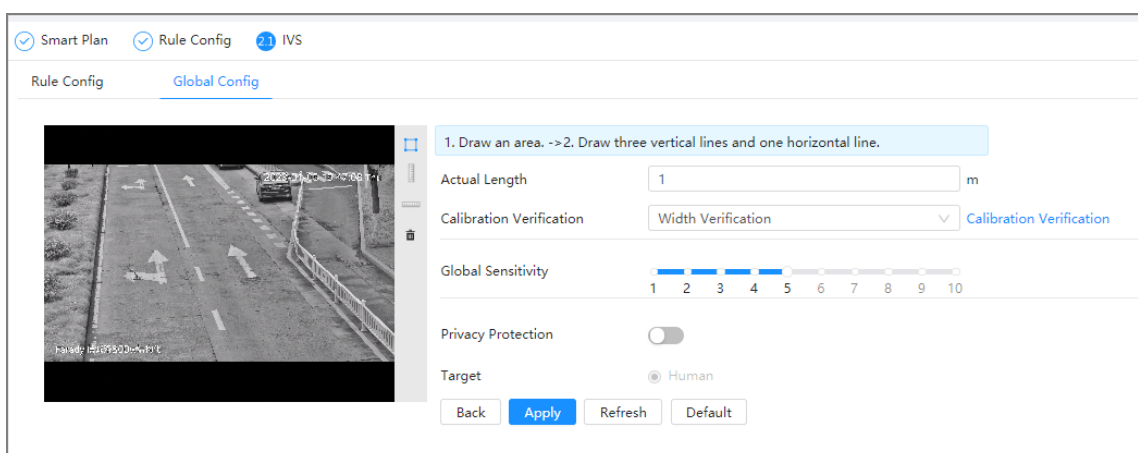 Smart Plan Rule Config 2.1 IVS
Rule Config Global Config
1. Draw an area. ->2. Draw three vertical lines and one horizontal line.
Actual Length 1 m
Calibration Verification Width Verification Calibration Verification
Global Sensitivity
1 2 3 4 5 6 7 8 9 10
Privacy Protection
Target Human
Back Apply Refresh Default